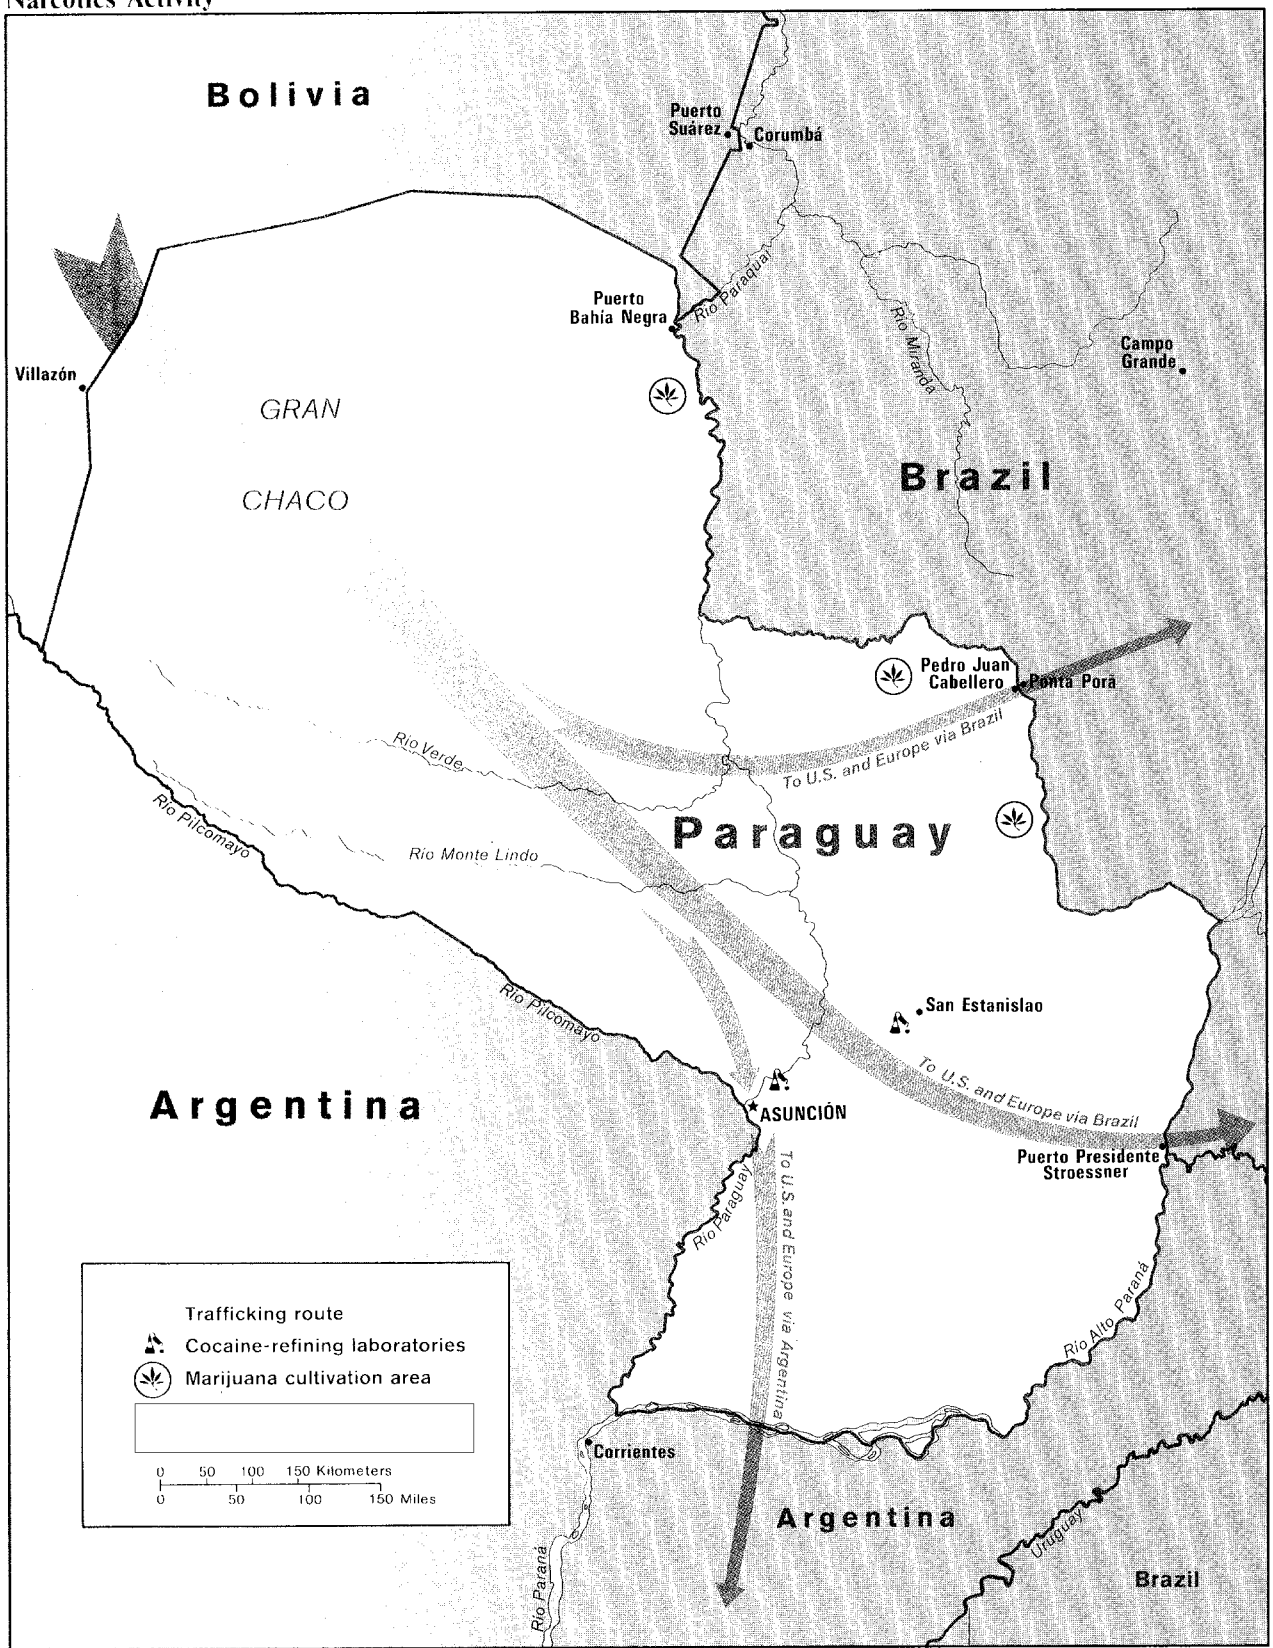 Narcotics Activity
Bolivia
Puerto
Suárez
Corumbá
Puerto
Bahía Negra
Río Paraguai
Río Miranda
Campo
Grande
Villazón
GRAN
CHACO
Brazil
Pedro Juan
Cabellero
Ponta Porã
To U.S. and Europe via Brazil
Río Verde
Río Pilcomayo
Paraguay
Río Monte Lindo
Río Pilcomayo
San Estanislao
To U.S. and Europe via Brazil
Argentina
ASUNCIÓN
Puerto Presidente
Stroessner
Río Paraguay
To U.S. and Europe via Argentina
Río Alto Paraná
Trafficking route
Cocaine-refining laboratories
Marijuana cultivation area
0 50 100 150 Kilometers
0 50 100 150 Miles
Corrientes
Argentina
Uruguay
Río Paraná
Brazil